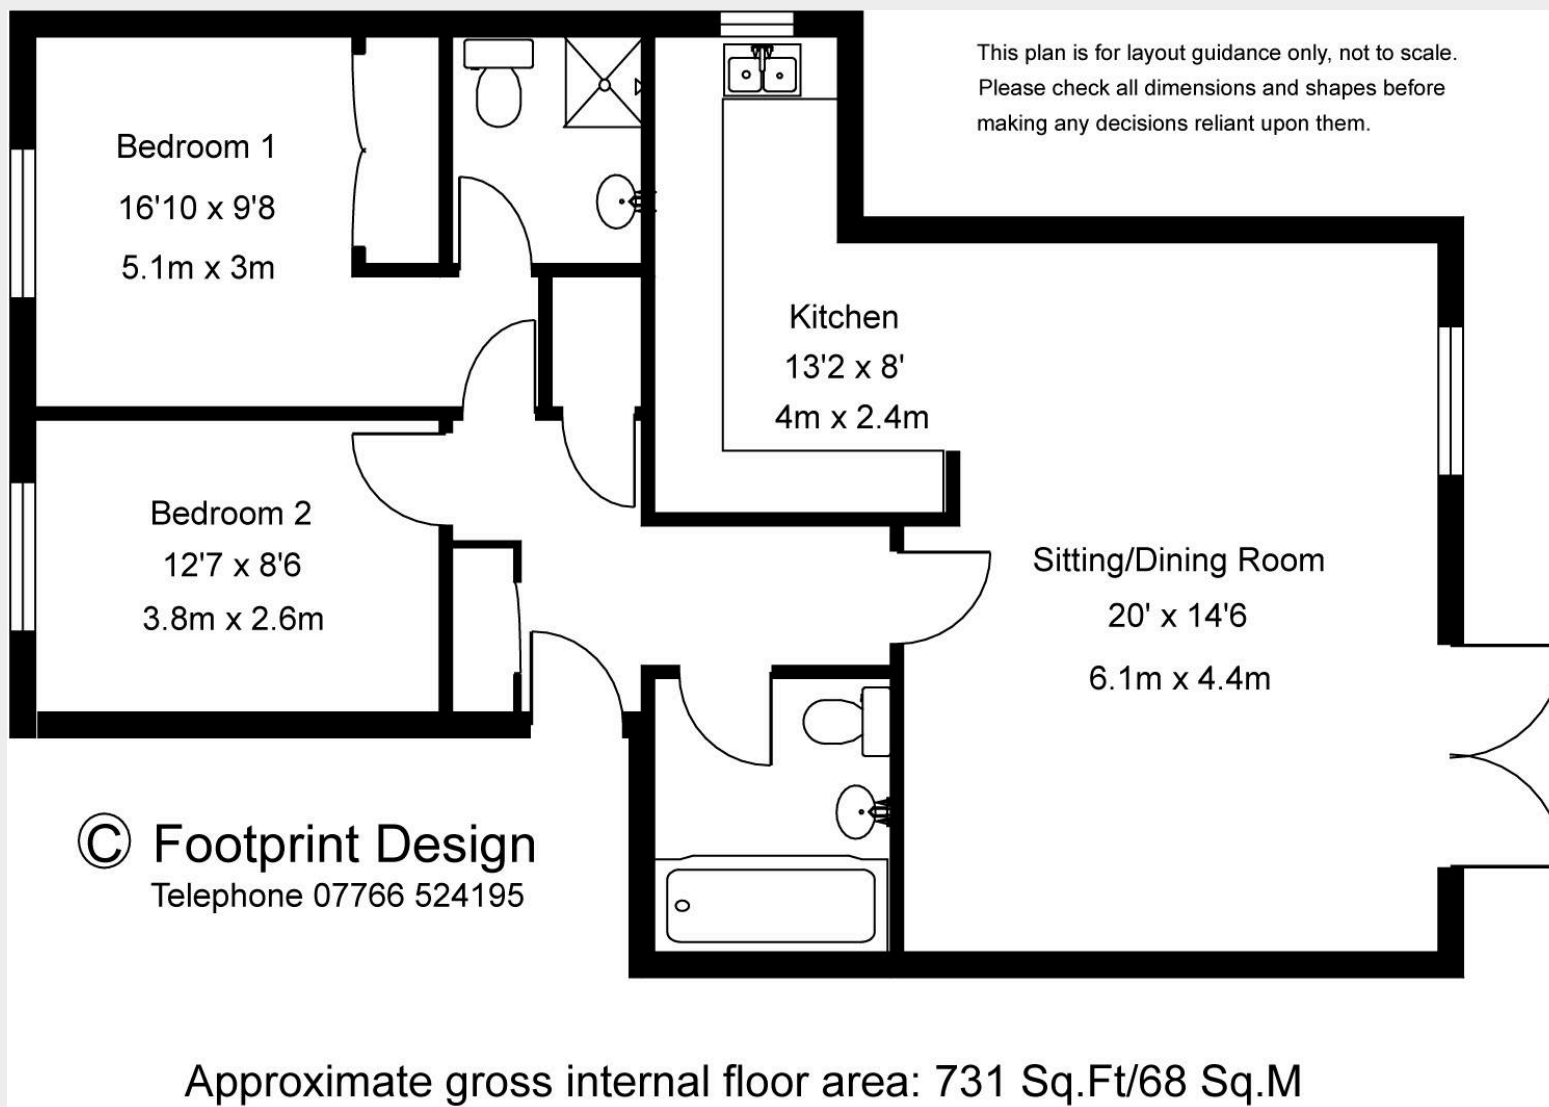 This plan is for layout guidance only, not to scale.
Please check all dimensions and shapes before
making any decisions reliant upon them.
Bedroom 1
16'10 x 9'8
5.1m x 3m
Kitchen
13'2 x 8'
4m x 2.4m
Bedroom 2
12'7 x 8'6
3.8m x 2.6m
Sitting/Dining Room
20' x 14'6
6.1m x 4.4m
© Footprint Design
Telephone 07766 524195
Approximate gross internal floor area: 731 Sq.Ft/68 Sq.M